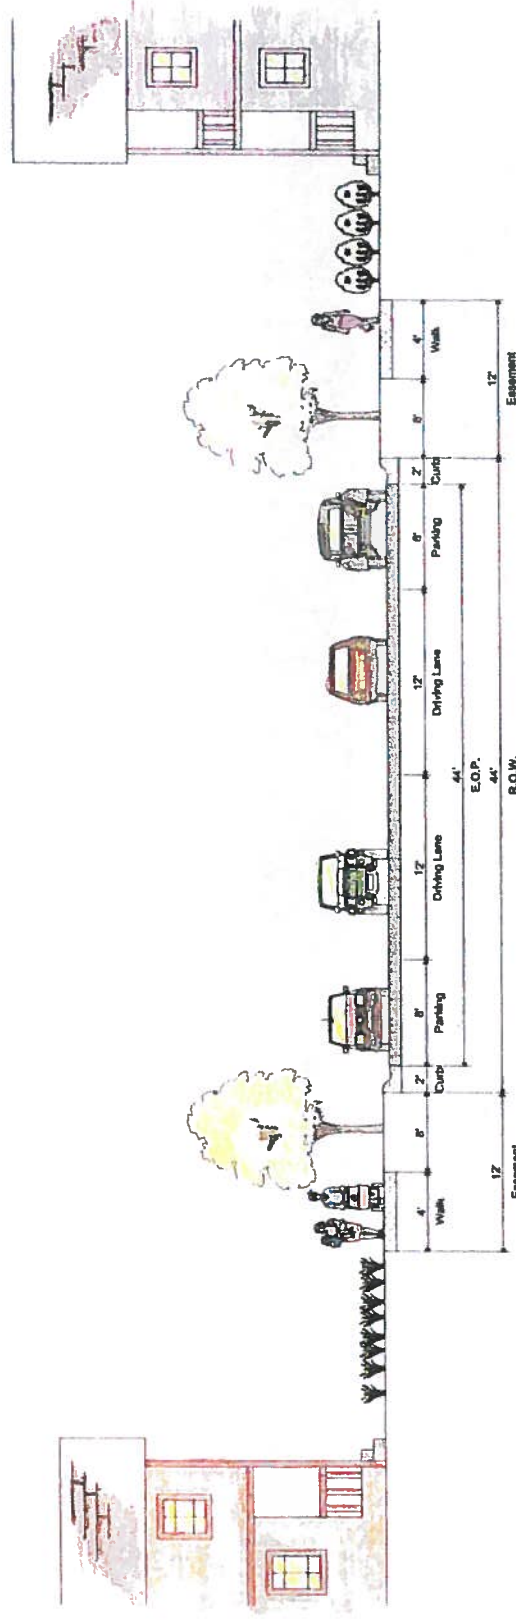 4' 8' 2' 8' 12' 12' 8' 2' 8' 4'
Walk Curb Parking Driving Lane Driving Lane Parking Curb Walk
44'
E.O.P.
12' 44' 12'
Easement R.O.W. Easement